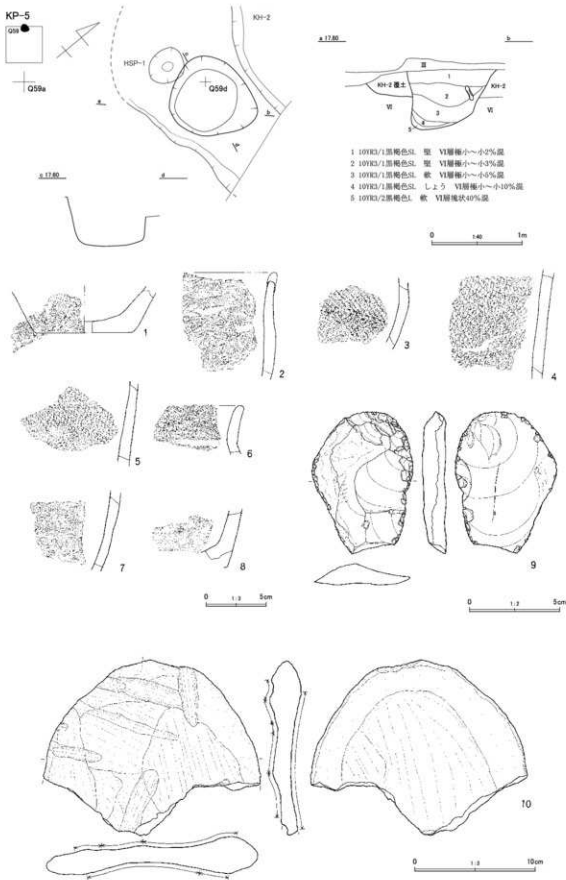 KP-5
Q59
Q59a
HSP-1
KH-2
Q59d
a
b
a 17.60
b
III
1
KH-2 覆土
KH-2
2
VI
3
VI
4
5
c 17.60
d
1 10YR3/1黒褐色SL 堅 VI層極小～小2％混
2 10YR3/1黒褐色SL 堅 VI層極小～小3％混
3 10YR3/1黒褐色SL 軟 VI層極小～小5％混
4 10YR3/1黒褐色SL しょう VI層極小～小10％混
5 10YR3/2黒褐色L 軟 VI層塊状40％混
0 1:40 1m
1
2
3
4
5
6
7
8
9
0 5cm
0 1:2 5cm
10
0 10cm